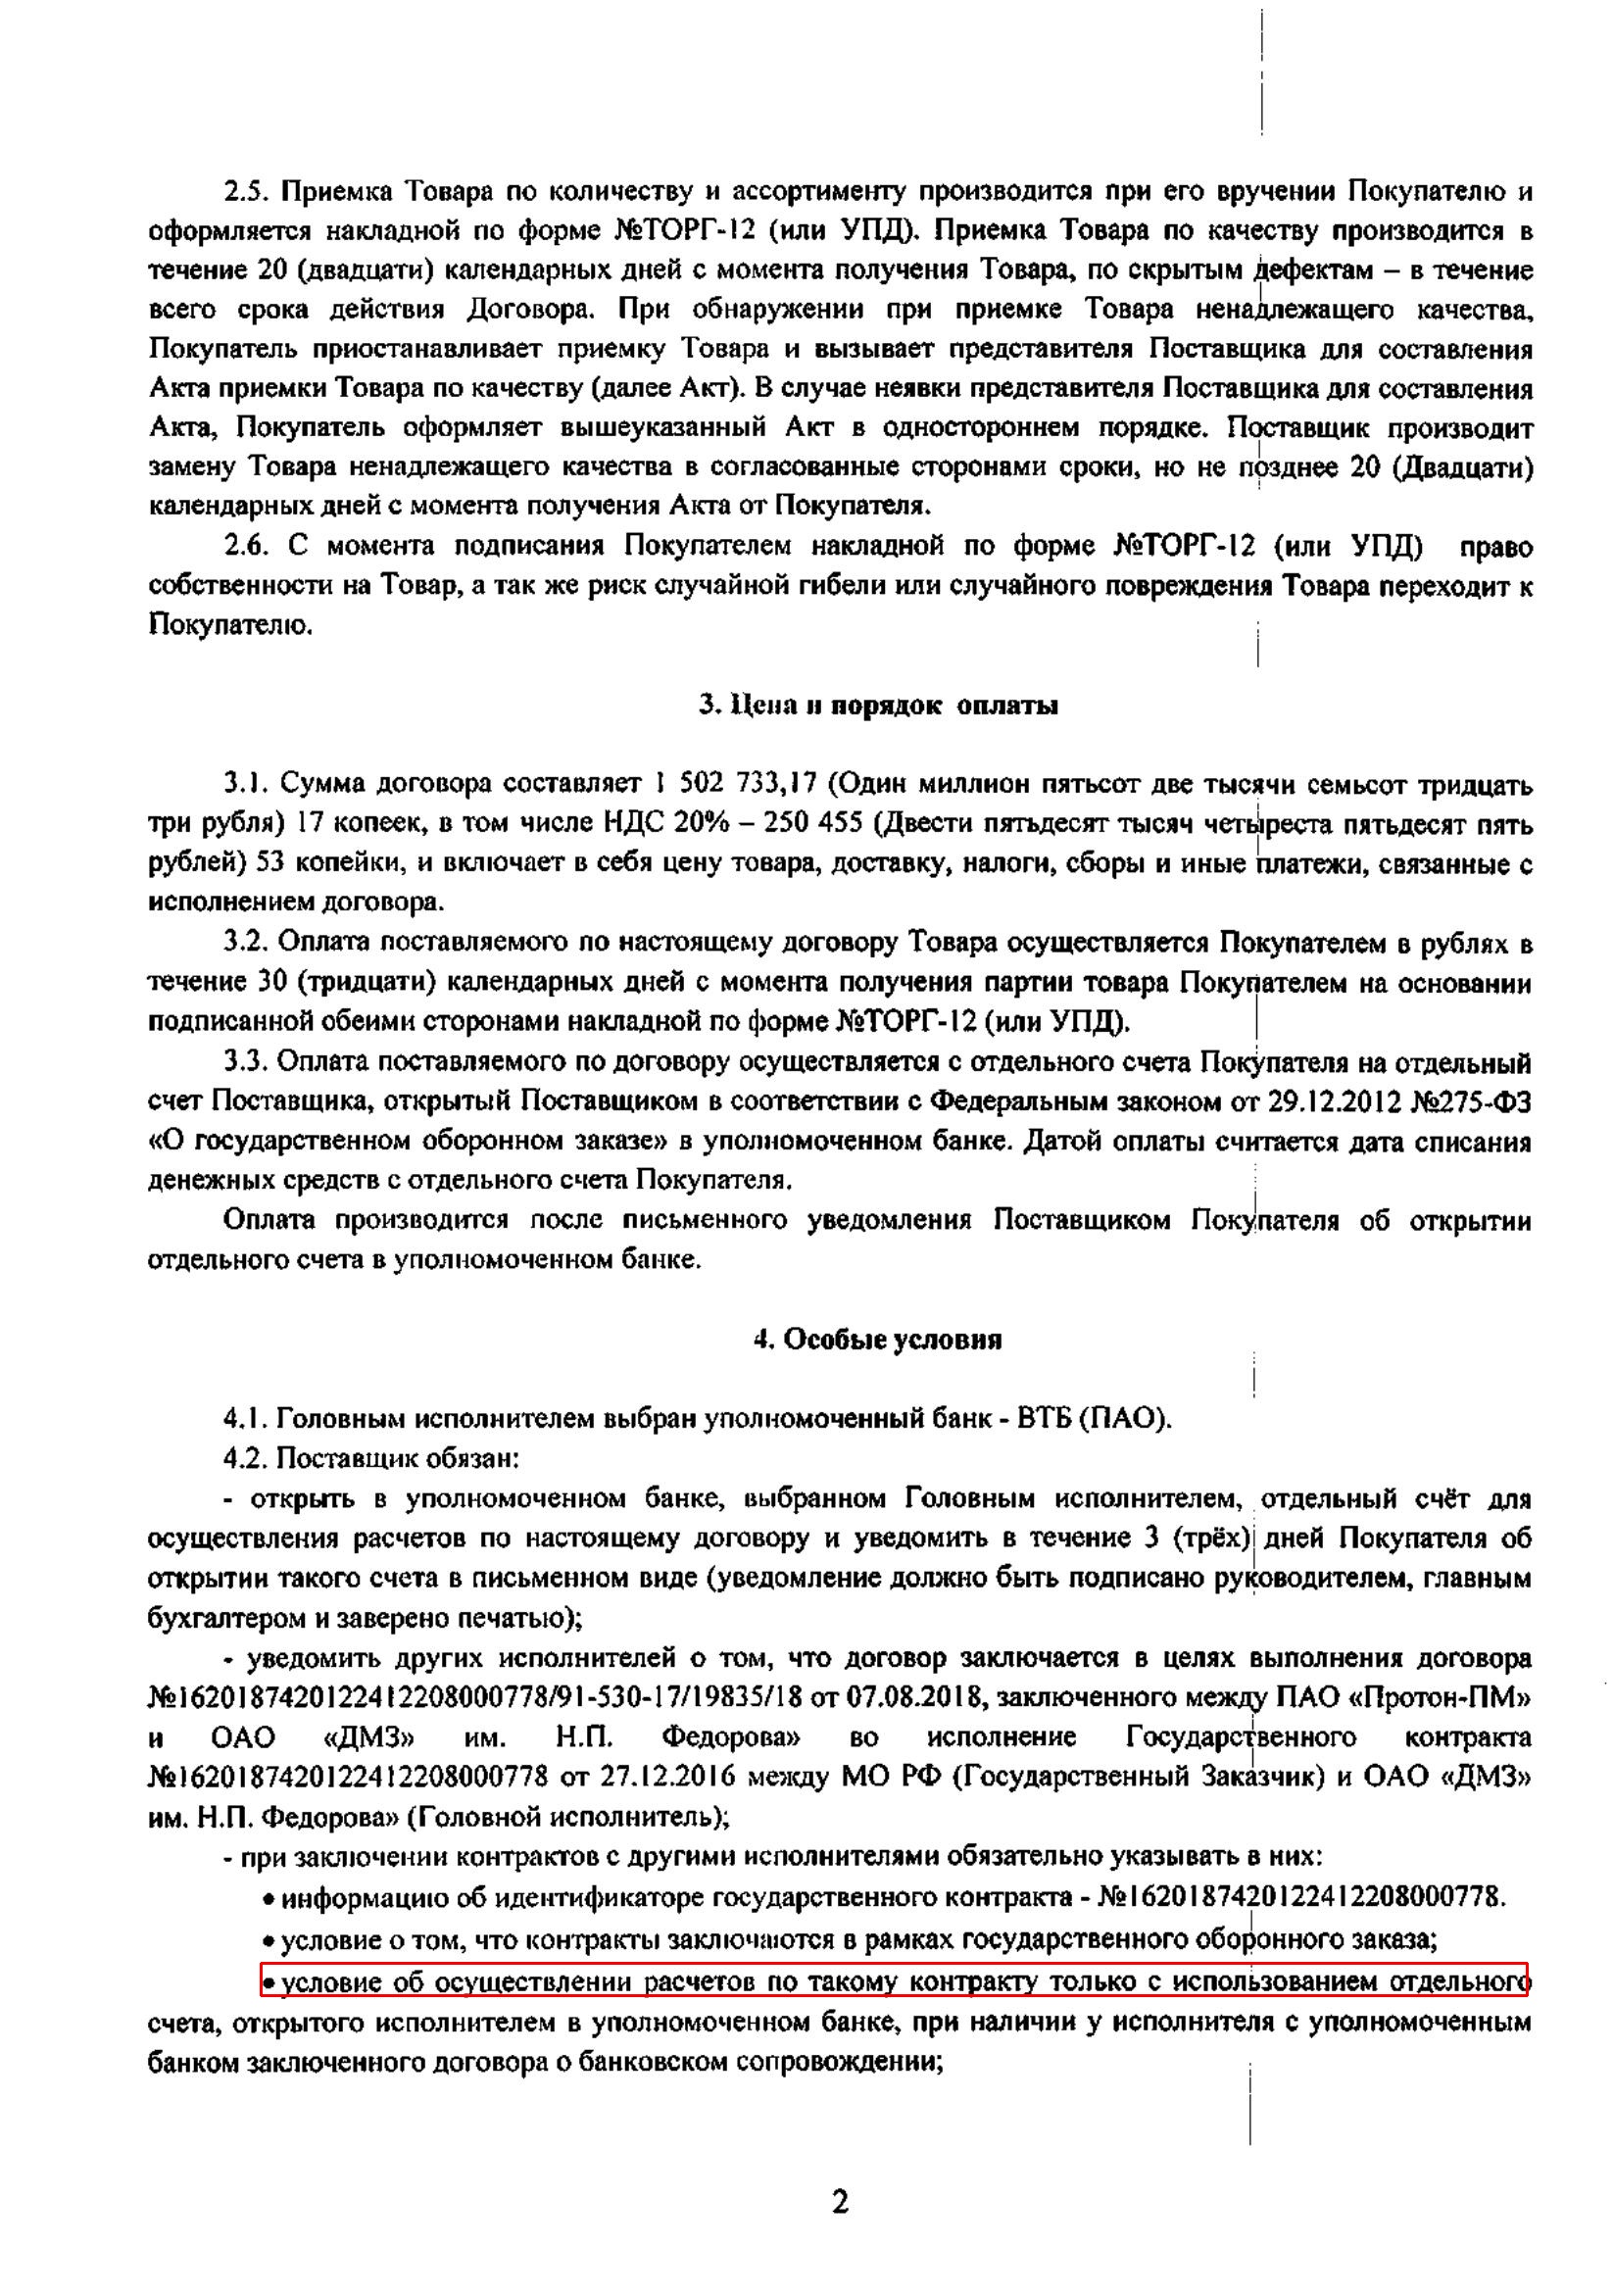 2.5. Приемка Товара по количеству и ассортименту производится при его вручении Покупателю и
оформляется накладной по форме №ТОРГ-12 (или УПД). Приемка Товара по качеству производится в
течение 20 (двадцати) календарных дней с момента получения Товара, по скрытым дефектам – в течение
всего срока действия Договора. При обнаружении при приемке Товара ненадлежащего качества,
Покупатель приостанавливает приемку Товара и вызывает представителя Поставщика для составления
Акта приемки Товара по качеству (далее Акт). В случае неявки представителя Поставщика для составления
Акта, Покупатель оформляет вышеуказанный Акт в одностороннем порядке. Поставщик производит
замену Товара ненадлежащего качества в согласованные сторонами сроки, но не позднее 20 (Двадцати)
календарных дней с момента получения Акта от Покупателя.
2.6. С момента подписания Покупателем накладной по форме №ТОРГ-12 (или УПД) право
собственности на Товар, а так же риск случайной гибели или случайного повреждения Товара переходит к
Покупателю.
3. Цена и порядок оплаты
3.1. Сумма договора составляет 1 502 733,17 (Один миллион пятьсот две тысячи семьсот тридцать
три рубля) 17 копеек, в том числе НДС 20% – 250 455 (Двести пятьдесят тысяч четыреста пятьдесят пять
рублей) 53 копейки, и включает в себя цену товара, доставку, налоги, сборы и иные платежи, связанные с
исполнением договора.
3.2. Оплата поставляемого по настоящему договору Товара осуществляется Покупателем в рублях в
течение 30 (тридцати) календарных дней с момента получения партии товара Покупателем на основании
подписанной обеими сторонами накладной по форме №ТОРГ-12 (или УПД).
3.3. Оплата поставляемого по договору осуществляется с отдельного счета Покупателя на отдельный
счет Поставщика, открытый Поставщиком в соответствии с Федеральным законом от 29.12.2012 №275-ФЗ
«О государственном оборонном заказе» в уполномоченном банке. Датой оплаты считается дата списания
денежных средств с отдельного счета Покупателя.
Оплата производится после письменного уведомления Поставщиком Покупателя об открытии
отдельного счета в уполномоченном банке.
4. Особые условия
4.1. Головным исполнителем выбран уполномоченный банк - ВТБ (ПАО).
4.2. Поставщик обязан:
- открыть в уполномоченном банке, выбранном Головным исполнителем, отдельный счёт для
осуществления расчетов по настоящему договору и уведомить в течение 3 (трёх) дней Покупателя об
открытии такого счета в письменном виде (уведомление должно быть подписано руководителем, главным
бухгалтером и заверено печатью);
- уведомить других исполнителей о том, что договор заключается в целях выполнения договора
№1620187420122412208000778/91-530-17/19835/18 от 07.08.2018, заключенного между ПАО «Протон-ПМ»
и ОАО «ДМЗ» им. Н.П. Федорова» во исполнение Государственного контракта
№1620187420122412208000778 от 27.12.2016 между МО РФ (Государственный Заказчик) и ОАО «ДМЗ»
им. Н.П. Федорова» (Головной исполнитель);
- при заключении контрактов с другими исполнителями обязательно указывать в них:
• информацию об идентификаторе государственного контракта - №1620187420122412208000778.
• условие о том, что контракты заключаются в рамках государственного оборонного заказа;
• условие об осуществлении расчетов по такому контракту только с использованием отдельного
счета, открытого исполнителем в уполномоченном банке, при наличии у исполнителя с уполномоченным
банком заключенного договора о банковском сопровождении;
2